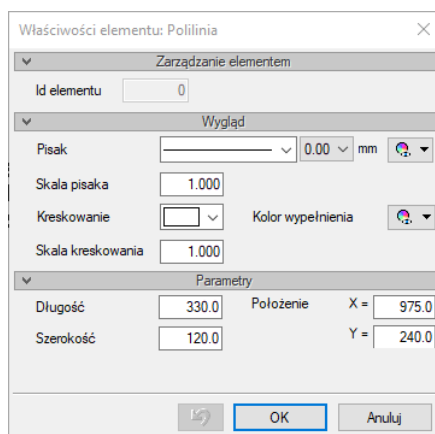 Właściwości elementu: Polilinia
Zarządzanie elementem
Id elementu 0
Wygląd
Pisak 0.00 mm
Skala pisaka 1.000
Kreskowanie Kolor wypełnienia
Skala kreskowania 1.000
Parametry
Długość 330.0 Położenie X = 975.0
Szerokość 120.0 Y = 240.0
OK Anuluj